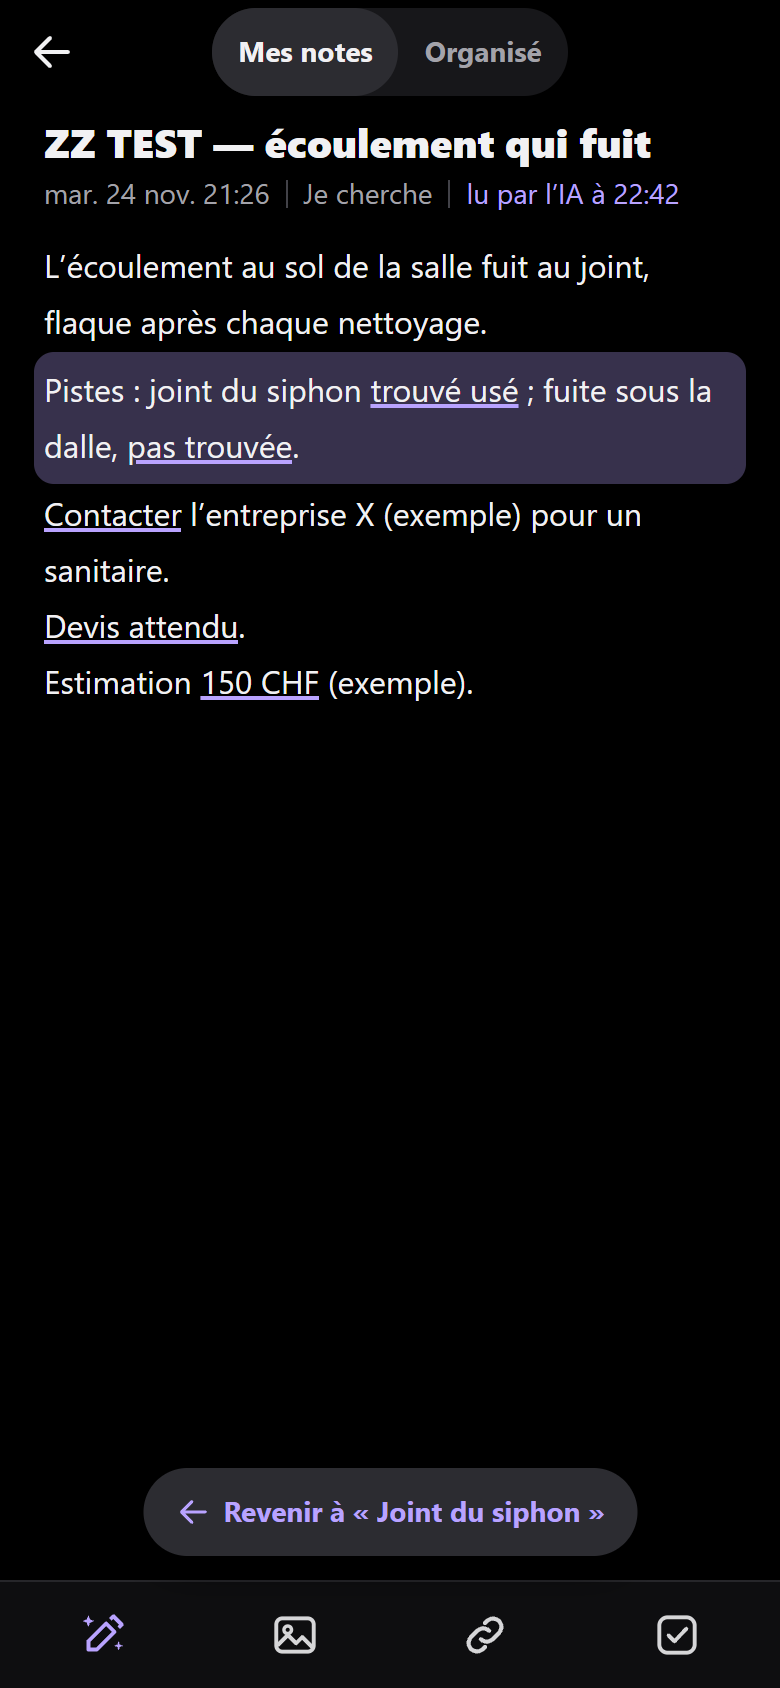 Mes notes
Organisé
ZZ TEST — écoulement qui fuit
mar. 24 nov. 21:26 | Je cherche | lu par l’IA à 22:42
L’écoulement au sol de la salle fuit au joint,
flaque après chaque nettoyage.
Pistes : joint du siphon trouvé usé ; fuite sous la
dalle, pas trouvée.
Contacter l’entreprise X (exemple) pour un
sanitaire.
Devis attendu.
Estimation 150 CHF (exemple).
Revenir à « Joint du siphon »